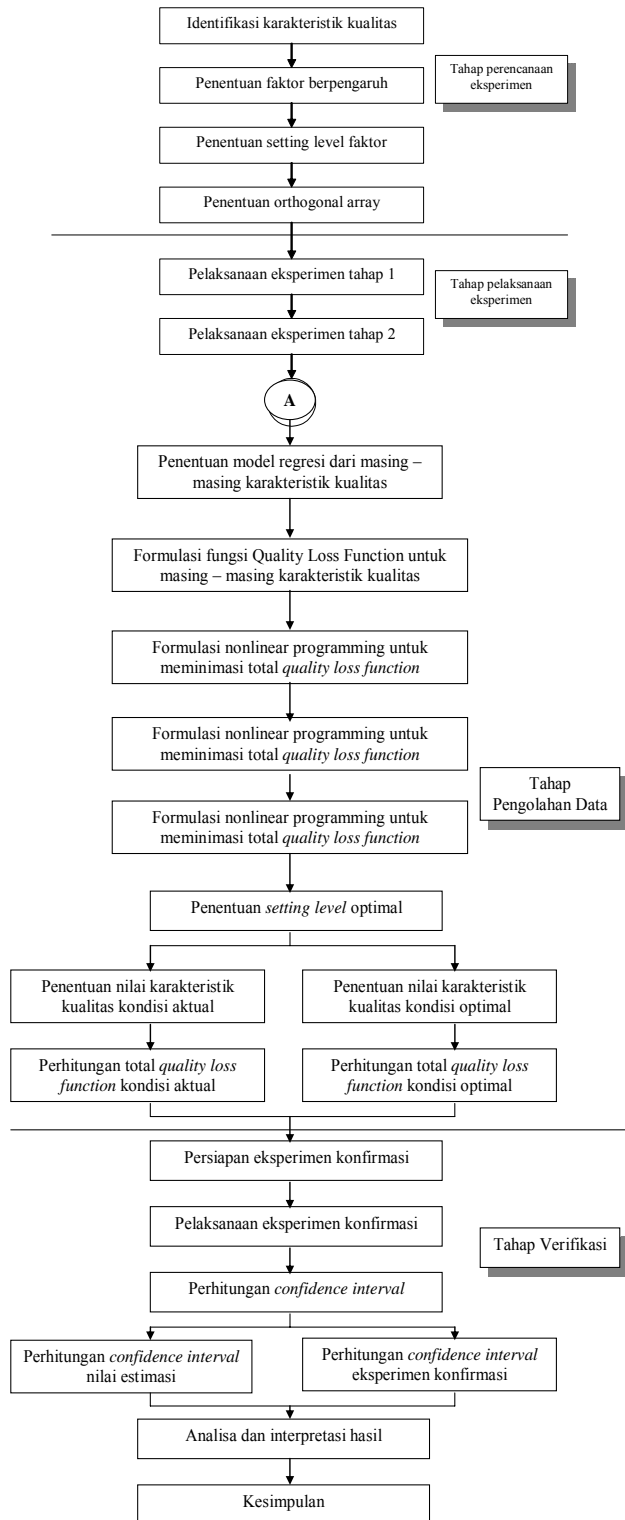 Identifikasi karakteristik kualitas
Penentuan faktor berpengaruh
Tahap perencanaan
eksperimen
Penentuan setting level faktor
Penentuan orthogonal array
Pelaksanaan eksperimen tahap 1
Tahap pelaksanaan
eksperimen
Pelaksanaan eksperimen tahap 2
A
Penentuan model regresi dari masing –
masing karakteristik kualitas
Formulasi fungsi Quality Loss Function untuk
masing – masing karakteristik kualitas
Formulasi nonlinear programming untuk
meminimasi total quality loss function
Formulasi nonlinear programming untuk
meminimasi total quality loss function
Tahap
Pengolahan Data
Formulasi nonlinear programming untuk
meminimasi total quality loss function
Penentuan setting level optimal
Penentuan nilai karakteristik
kualitas kondisi aktual
Penentuan nilai karakteristik
kualitas kondisi optimal
Perhitungan total quality loss
function kondisi aktual
Perhitungan total quality loss
function kondisi optimal
Persiapan eksperimen konfirmasi
Pelaksanaan eksperimen konfirmasi
Tahap Verifikasi
Perhitungan confidence interval
Perhitungan confidence interval
nilai estimasi
Perhitungan confidence interval
eksperimen konfirmasi
Analisa dan interpretasi hasil
Kesimpulan